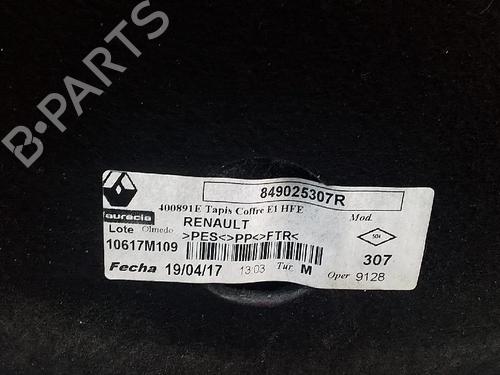 849025307R
400891E Tapis Coffre E1 HFE
Mod.
RENAULT
>PES<>PP<>FTR<
Lote Olmedo
10617M109
307
Fecha 19/04/17 13:03 Tur. M Oper 9128
B-PARTS